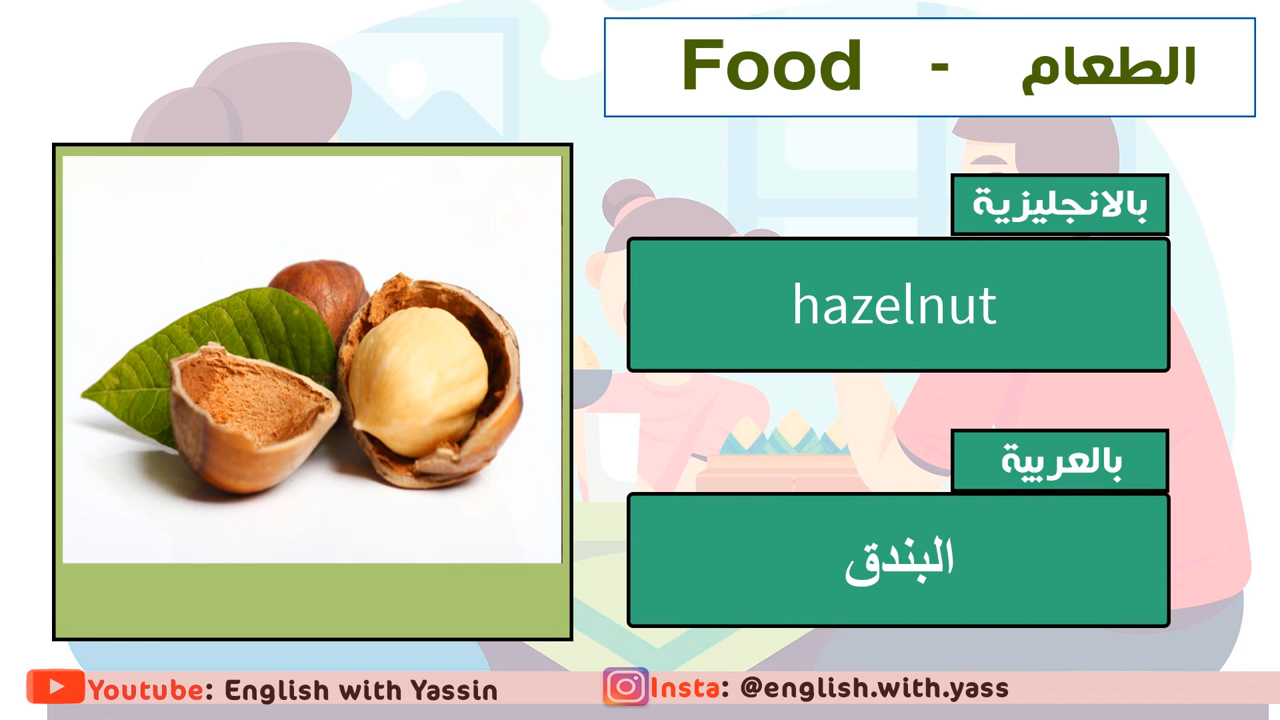 Food - الطعام
بالانجليزية
hazelnut
بالعربية
البندق
Youtube: English with Yassin
Insta: @english.with.yass